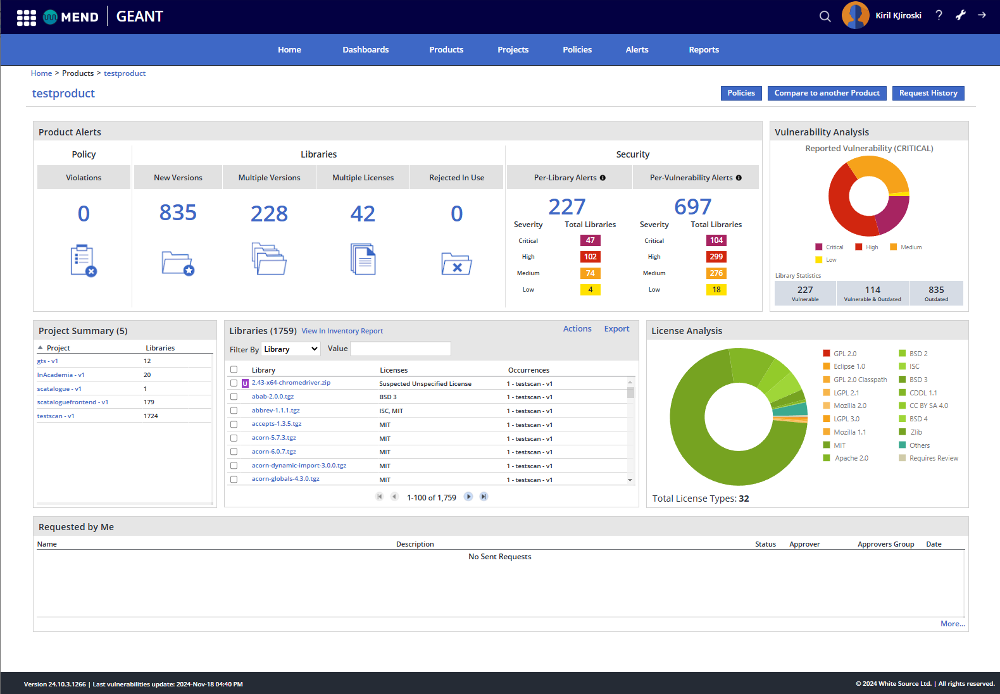 MEND GEANT
Kiril KJiroski ?
Home Dashboards Products Projects Policies Alerts Reports
Home > Products > testproduct
testproduct
Policies Compare to another Product Request History
Product Alerts
Policy Libraries Security
Violations New Versions Multiple Versions Multiple Licenses Rejected In Use Per-Library Alerts Per-Vulnerability Alerts
0 835 228 42 0 227 697
Severity Total Libraries Severity Total Libraries
Critical 47 Critical 104
High 102 High 299
Medium 74 Medium 276
Low 4 Low 18
Vulnerability Analysis
Reported Vulnerability (CRITICAL)
Critical High Medium
Low
Library Statistics
227 114 835
Vulnerable Vulnerable & Outdated Outdated
Project Summary (5)
Project Libraries
gts - v1 12
InAcademia - v1 20
scatalogue - v1 1
scataloguefrontend - v1 179
testscan - v1 1724
Libraries (1759) View In Inventory Report Actions Export
Filter By Library Value
Library Licenses Occurrences
U 2.43-x64-chromedriver.zip Suspected Unspecified License 1 - testscan - v1
abab-2.0.0.tgz BSD 3 1 - testscan - v1
abbrev-1.1.1.tgz ISC, MIT 1 - testscan - v1
accepts-1.3.5.tgz MIT 1 - testscan - v1
acorn-5.7.3.tgz MIT 1 - testscan - v1
acorn-6.0.7.tgz MIT 1 - testscan - v1
acorn-dynamic-import-3.0.0.tgz MIT 1 - testscan - v1
acorn-globals-4.3.0.tgz MIT 1 - testscan - v1
1-100 of 1,759
License Analysis
GPL 2.0 BSD 2
Eclipse 1.0 ISC
GPL 2.0 Classpath BSD 3
LGPL 2.1 CDDL 1.1
Mozilla 2.0 CC BY SA 4.0
LGPL 3.0 BSD 4
Mozilla 1.1 Zlib
MIT Others
Apache 2.0 Requires Review
Total License Types: 32
Requested by Me
Name Description Status Approver Approvers Group Date
No Sent Requests
More...
Version 24.10.3.1266 | Last vulnerabilities update: 2024-Nov-18 04:40 PM
© 2024 White Source Ltd. | All rights reserved.